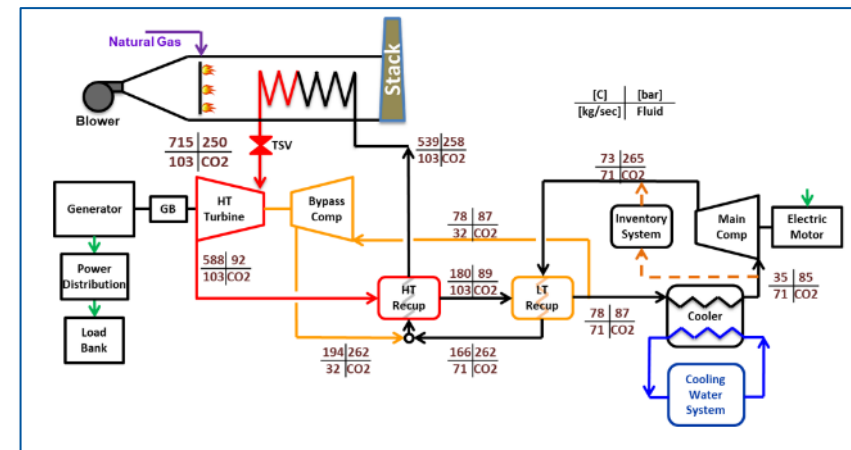 Natural Gas
Stack
Blower
[C] [bar]
[kg/sec] Fluid
715 250
103 CO2
TSV
539 258
103 CO2
73 265
71 CO2
Generator
GB
HT
Turbine
Bypass
Comp
78 87
32 CO2
Inventory
System
Main
Comp
Electric
Motor
Power
Distribution
588 92
103 CO2
HT
Recup
180 89
103 CO2
LT
Recup
78 87
71 CO2
Cooler
35 85
71 CO2
Load
Bank
194 262
32 CO2
166 262
71 CO2
Cooling
Water
System